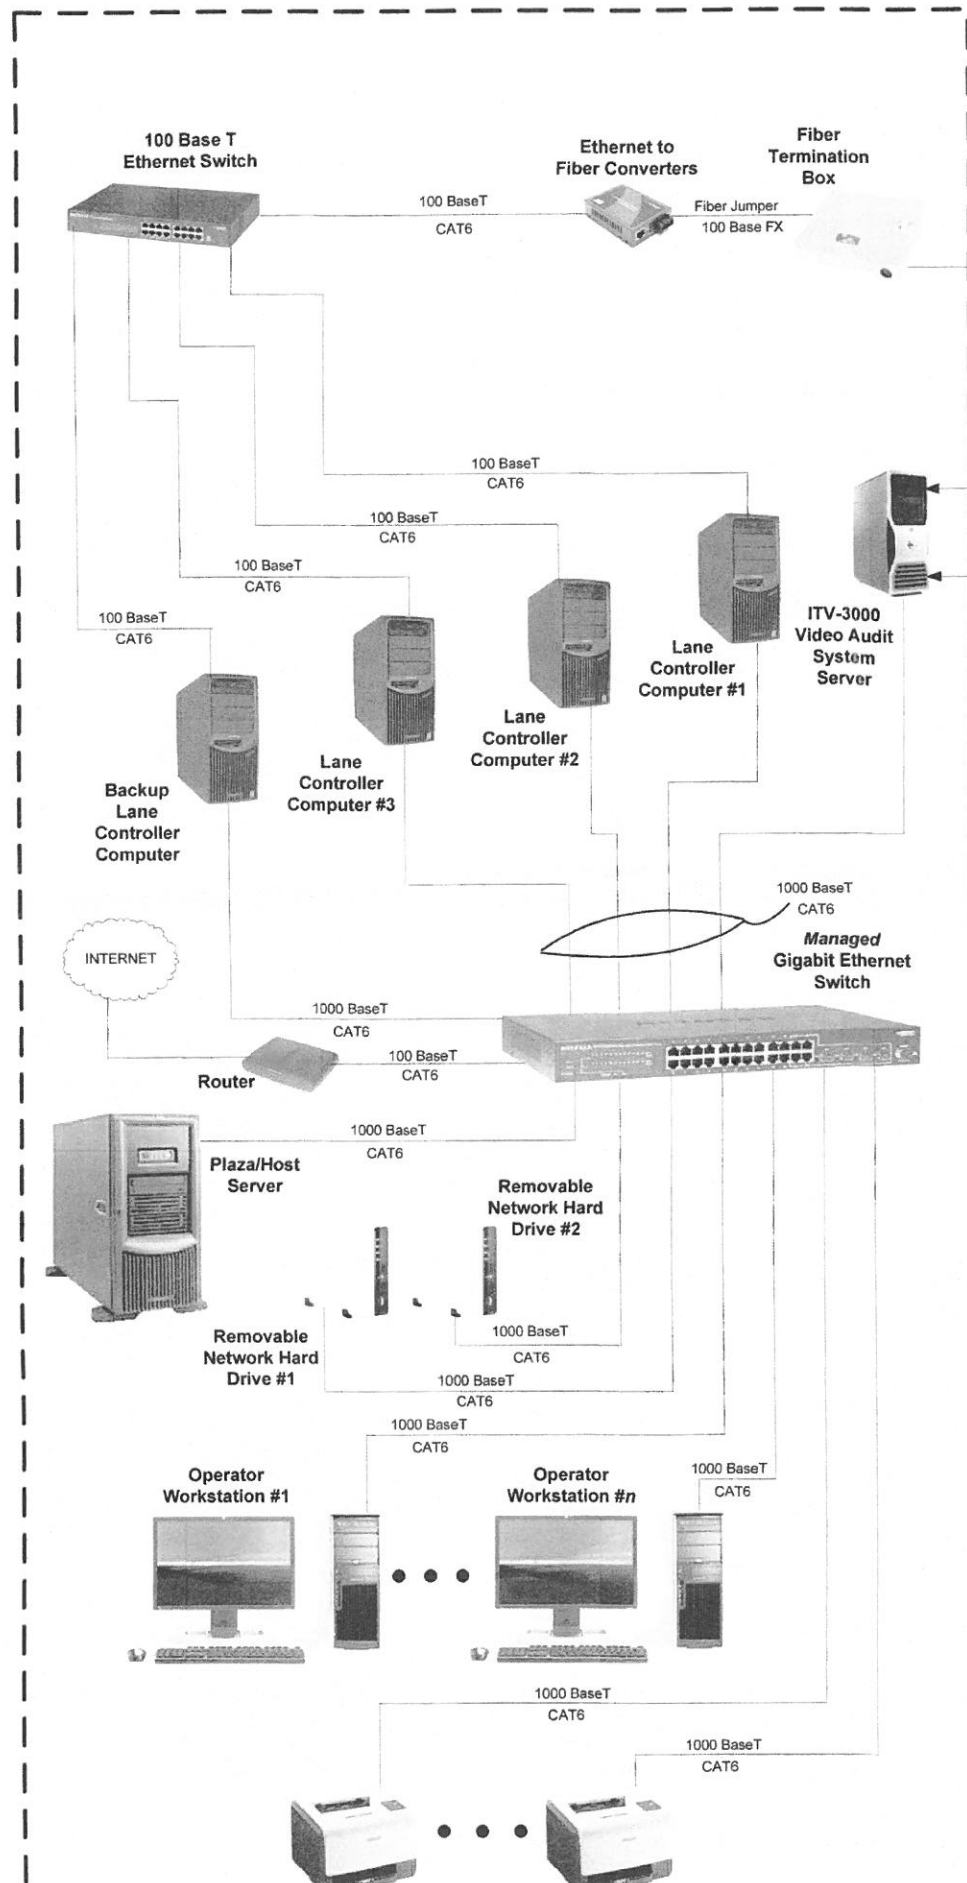 100 Base T
Ethernet Switch
Ethernet to
Fiber Converters
Fiber
Termination
Box
100 BaseT
CAT6
Fiber Jumper
100 Base FX
100 BaseT
CAT6
100 BaseT
CAT6
100 BaseT
CAT6
100 BaseT
CAT6
ITV-3000
Video Audit
System
Server
Lane
Controller
Computer #1
Lane
Controller
Computer #2
Lane
Controller
Computer #3
Backup
Lane
Controller
Computer
1000 BaseT
CAT6
Managed
Gigabit Ethernet
Switch
INTERNET
1000 BaseT
CAT6
100 BaseT
CAT6
Router
1000 BaseT
CAT6
Plaza/Host
Server
Removable
Network Hard
Drive #2
1000 BaseT
CAT6
Removable
Network Hard
Drive #1
1000 BaseT
CAT6
1000 BaseT
CAT6
1000 BaseT
CAT6
Operator
Workstation #1
Operator
Workstation #n
1000 BaseT
CAT6
1000 BaseT
CAT6